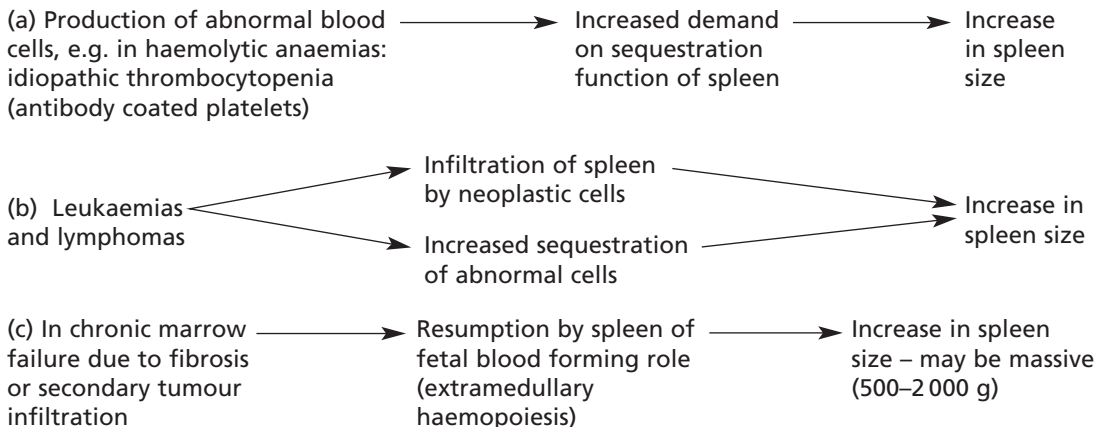 (a) Production of abnormal blood
cells, e.g. in haemolytic anaemias:
idiopathic thrombocytopenia
(antibody coated platelets)
Increased demand
on sequestration
function of spleen
Increase
in spleen
size
(b) Leukaemias
and lymphomas
Infiltration of spleen
by neoplastic cells
Increased sequestration
of abnormal cells
Increase in
spleen size
(c) In chronic marrow
failure due to fibrosis
or secondary tumour
infiltration
Resumption by spleen of
fetal blood forming role
(extramedullary
haemopoiesis)
Increase in spleen
size – may be massive
(500–2 000 g)